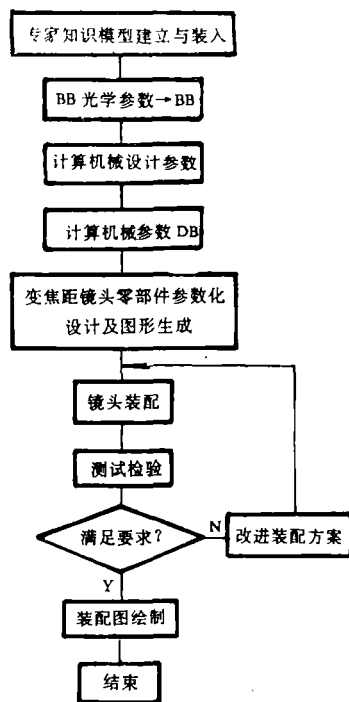 专家知识模型建立与装入
BB 光学参数→BB
计算机械设计参数
计算机械参数 DB
变焦距镜头零部件参数化
设计及图形生成
镜头装配
测试检验
满足要求?
N
改进装配方案
Y
装配图绘制
结束